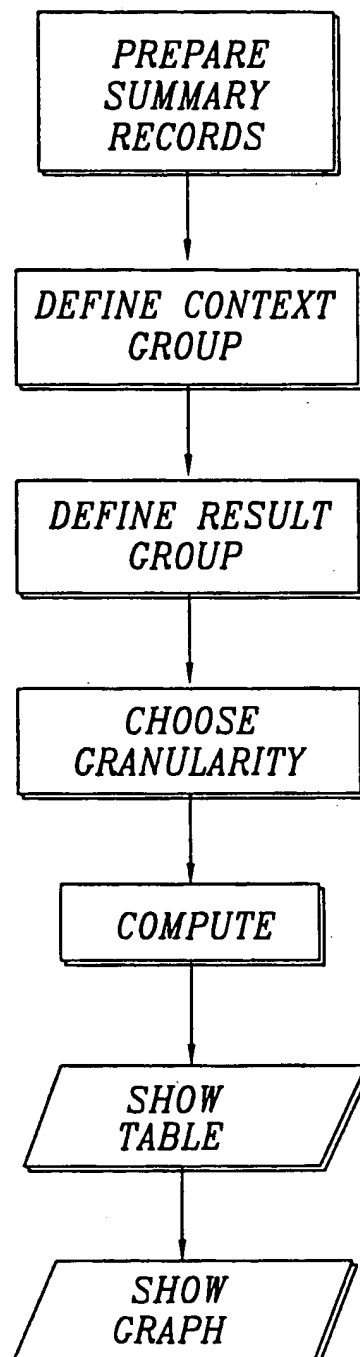 PREPARE
SUMMARY
RECORDS
DEFINE CONTEXT
GROUP
DEFINE RESULT
GROUP
CHOOSE
GRANULARITY
COMPUTE
SHOW
TABLE
SHOW
GRAPH